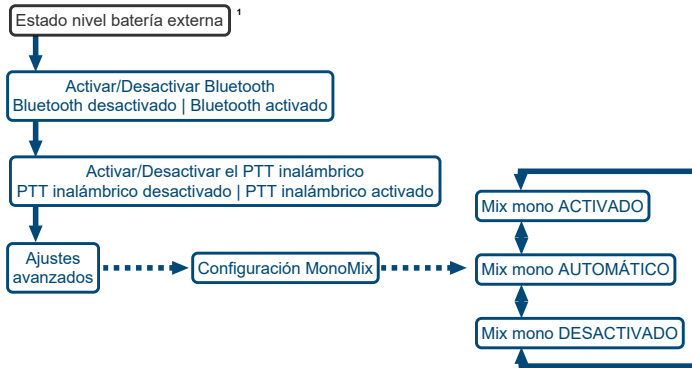 Estado nivel batería externa ¹
Activar/Desactivar Bluetooth
Bluetooth desactivado | Bluetooth activado
Activar/Desactivar el PTT inalámbrico
PTT inalámbrico desactivado | PTT inalámbrico activado
Ajustes
avanzados
Configuración MonoMix
Mix mono ACTIVADO
Mix mono AUTOMÁTICO
Mix mono DESACTIVADO